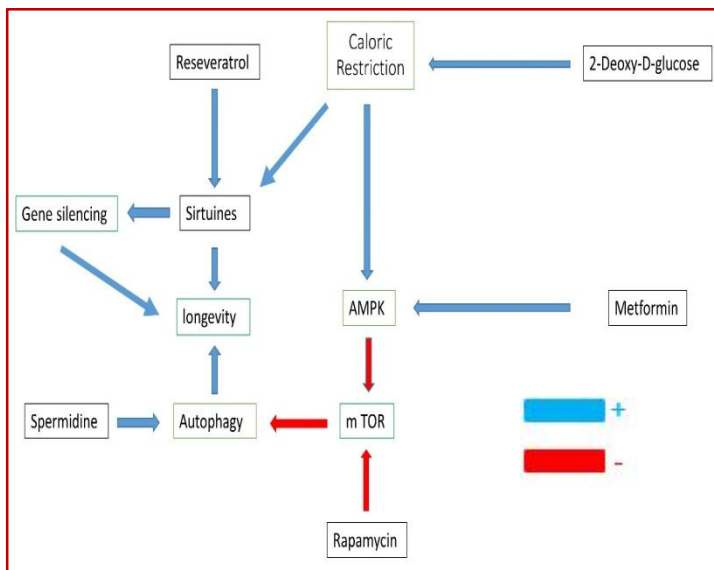 Reseveratrol
Caloric
Restriction
2-Deoxy-D-glucose
Gene silencing
Sirtuines
longevity
AMPK
Metformin
Spermidine
Autophagy
m TOR
+
-
Rapamycin